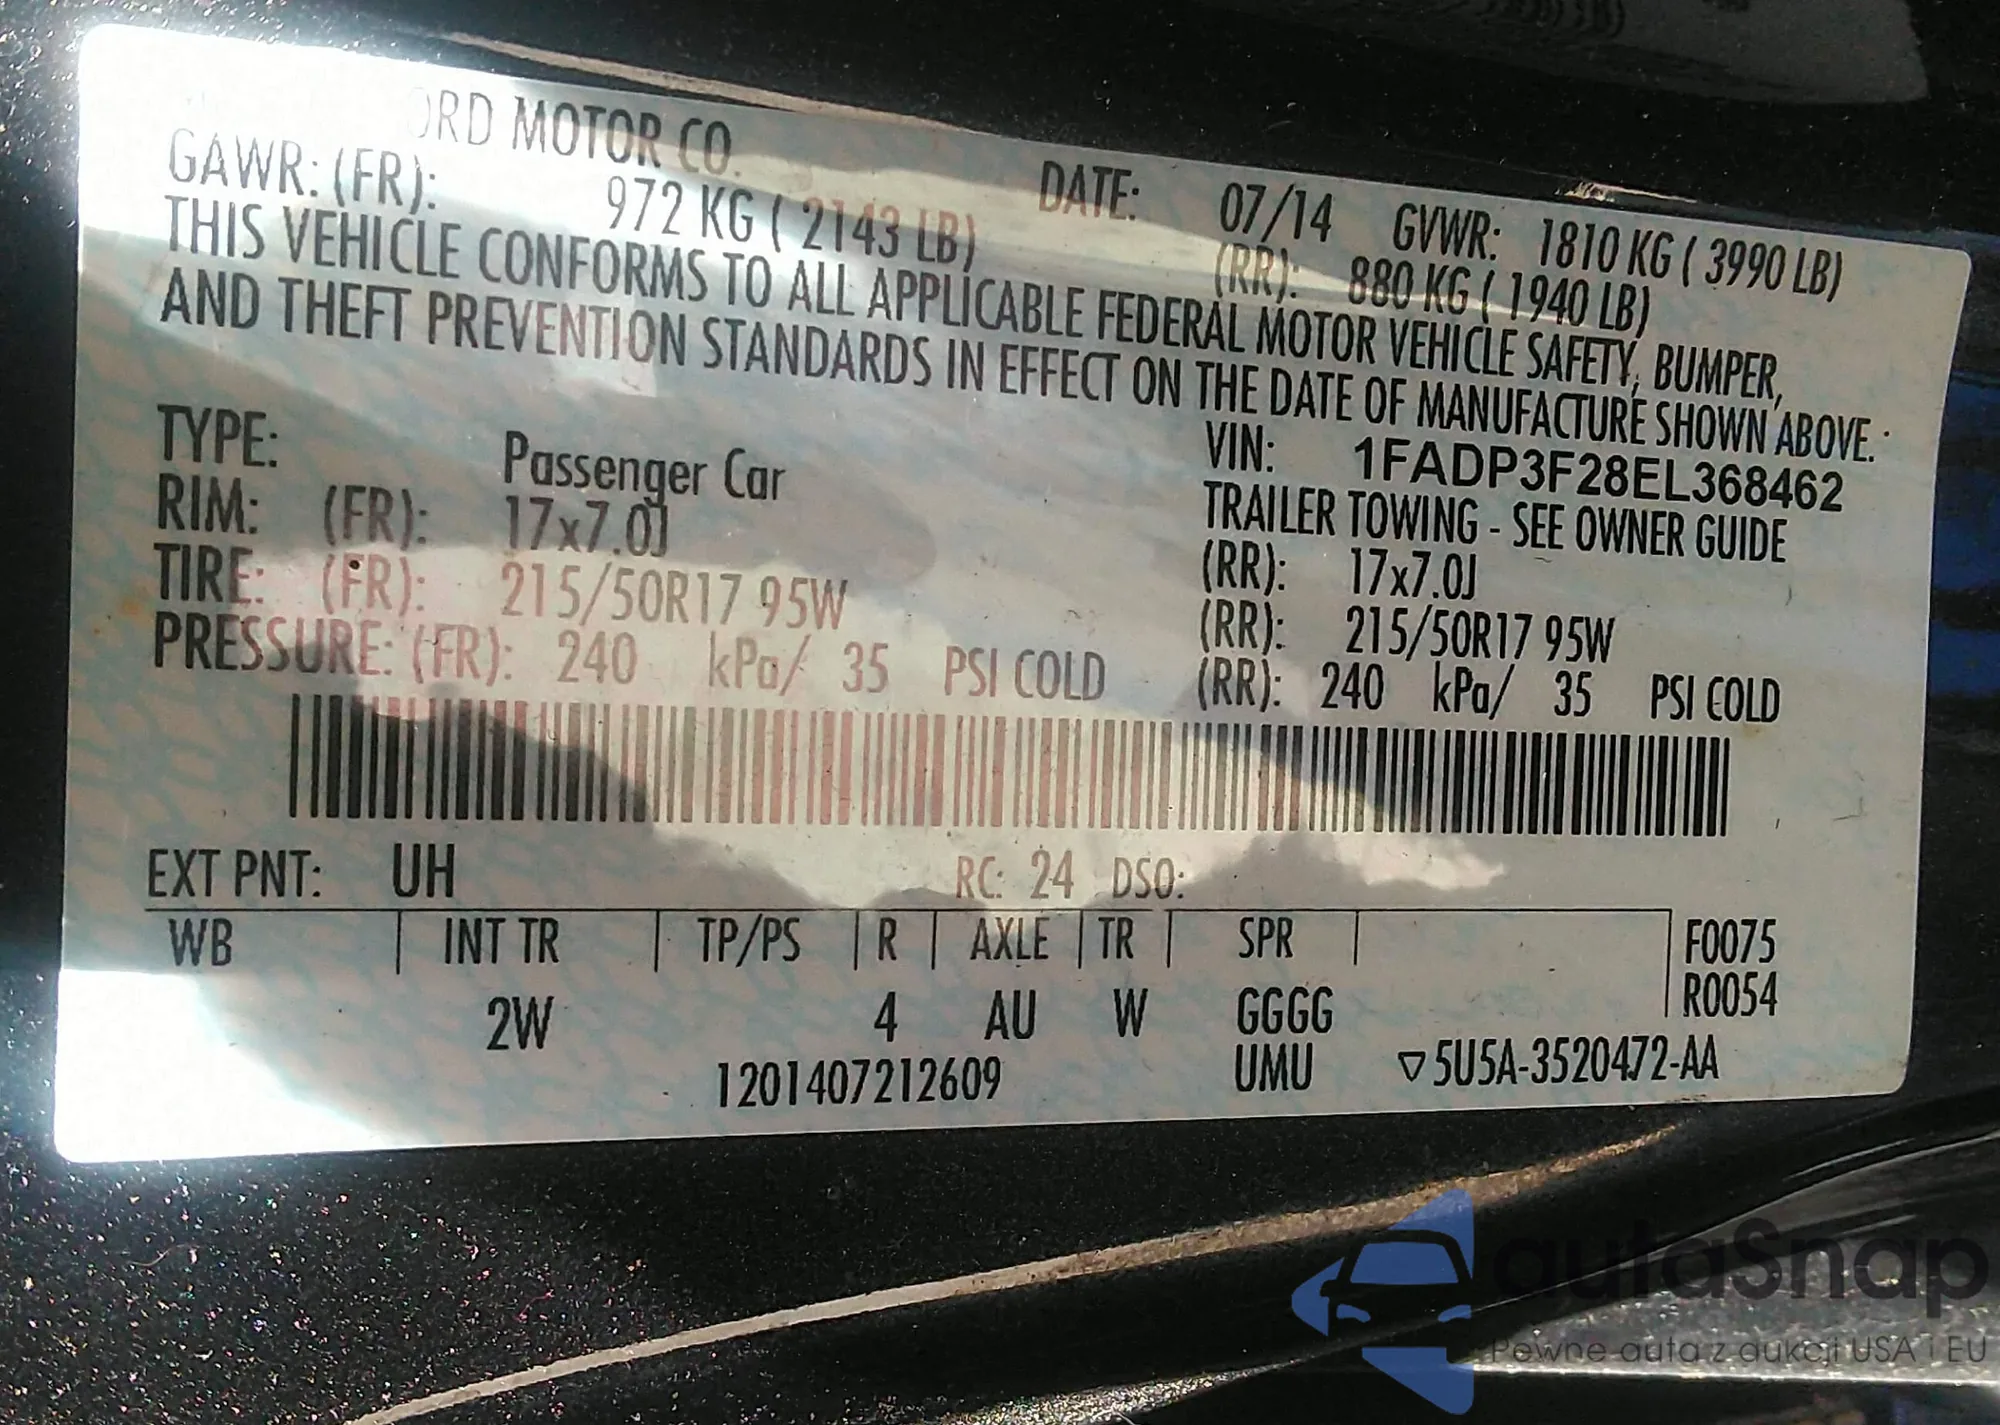 ORD MOTOR CO. DATE: 07/14 GVWR: 1810 KG ( 3990 LB)
GAWR: (FR): 972 KG ( 2143 LB) (RR): 880 KG ( 1940 LB)
THIS VEHICLE CONFORMS TO ALL APPLICABLE FEDERAL MOTOR VEHICLE SAFETY, BUMPER,
AND THEFT PREVENTION STANDARDS IN EFFECT ON THE DATE OF MANUFACTURE SHOWN ABOVE.
VIN: 1FADP3F28EL368462
TYPE: Passenger Car TRAILER TOWING - SEE OWNER GUIDE
RIM: (FR): 17x7.0J (RR): 17x7.0J
TIRE: (FR): 215/50R17 95W (RR): 215/50R17 95W
PRESSURE: (FR): 240 kPa/ 35 PSI COLD (RR): 240 kPa/ 35 PSI COLD
EXT PNT: UH RC: 24 DSO:
WB | INT TR | TP/PS | R | AXLE | TR | SPR | F0075
R0054
2W 4 AU W GGGG
1201407212609 UMU ▽5U5A-3520472-AA
autaSnap
Pewne auta z aukcji USA i EU